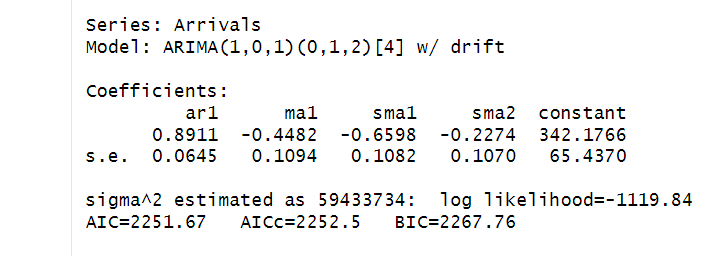 Series: Arrivals
Model: ARIMA(1,0,1)(0,1,2)[4] w/ drift
Coefficients:
ar1 ma1 sma1 sma2 constant
0.8911 -0.4482 -0.6598 -0.2274 342.1766
s.e. 0.0645 0.1094 0.1082 0.1070 65.4370
sigma^2 estimated as 59433734: log likelihood=-1119.84
AIC=2251.67 AICc=2252.5 BIC=2267.76